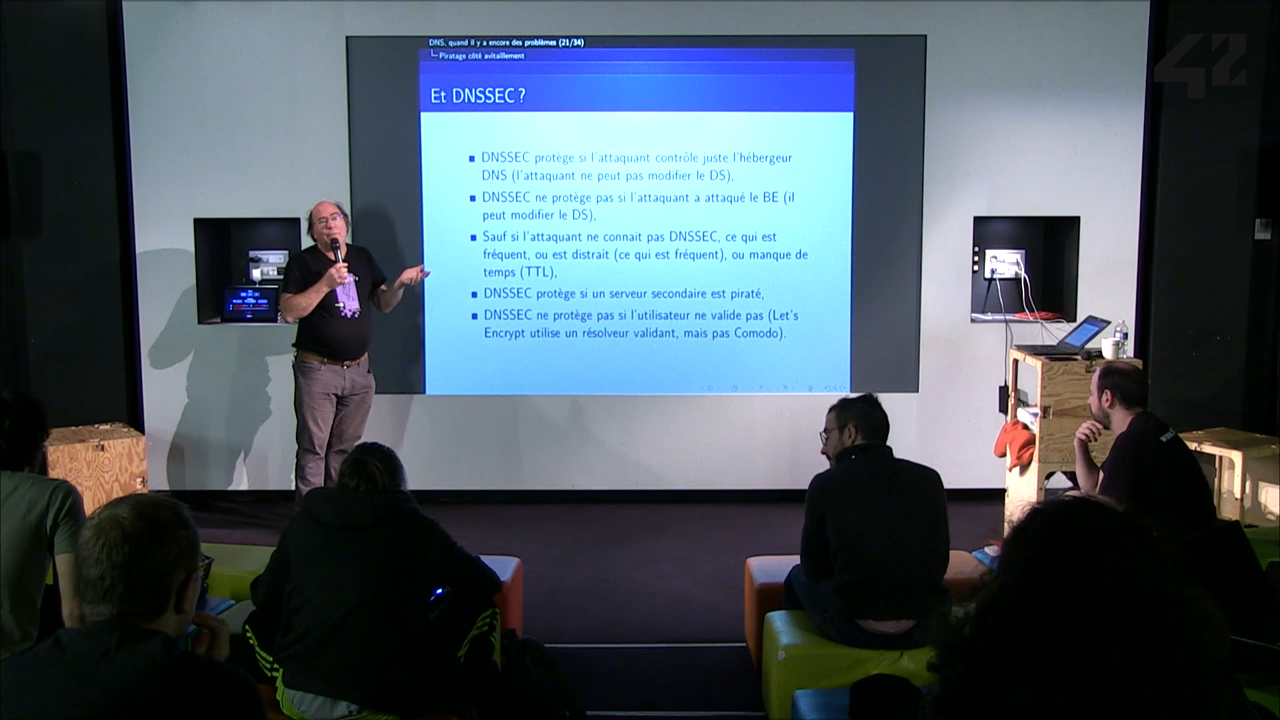 42
DNS, quand il y a encore des problèmes (21/34)
Piratage côté avitaillement
Et DNSSEC ?
DNSSEC protège si l'attaquant contrôle juste l'hébergeur
DNS (l'attaquant ne peut pas modifier le DS),
DNSSEC ne protège pas si l'attaquant a attaqué le BE (il
peut modifier le DS),
Sauf si l'attaquant ne connait pas DNSSEC, ce qui est
fréquent, ou est distrait (ce qui est fréquent), ou manque de
temps (TTL),
DNSSEC protège si un serveur secondaire est piraté,
DNSSEC ne protège pas si l'utilisateur ne valide pas (Let's
Encrypt utilise un résolveur validant, mais pas Comodo).